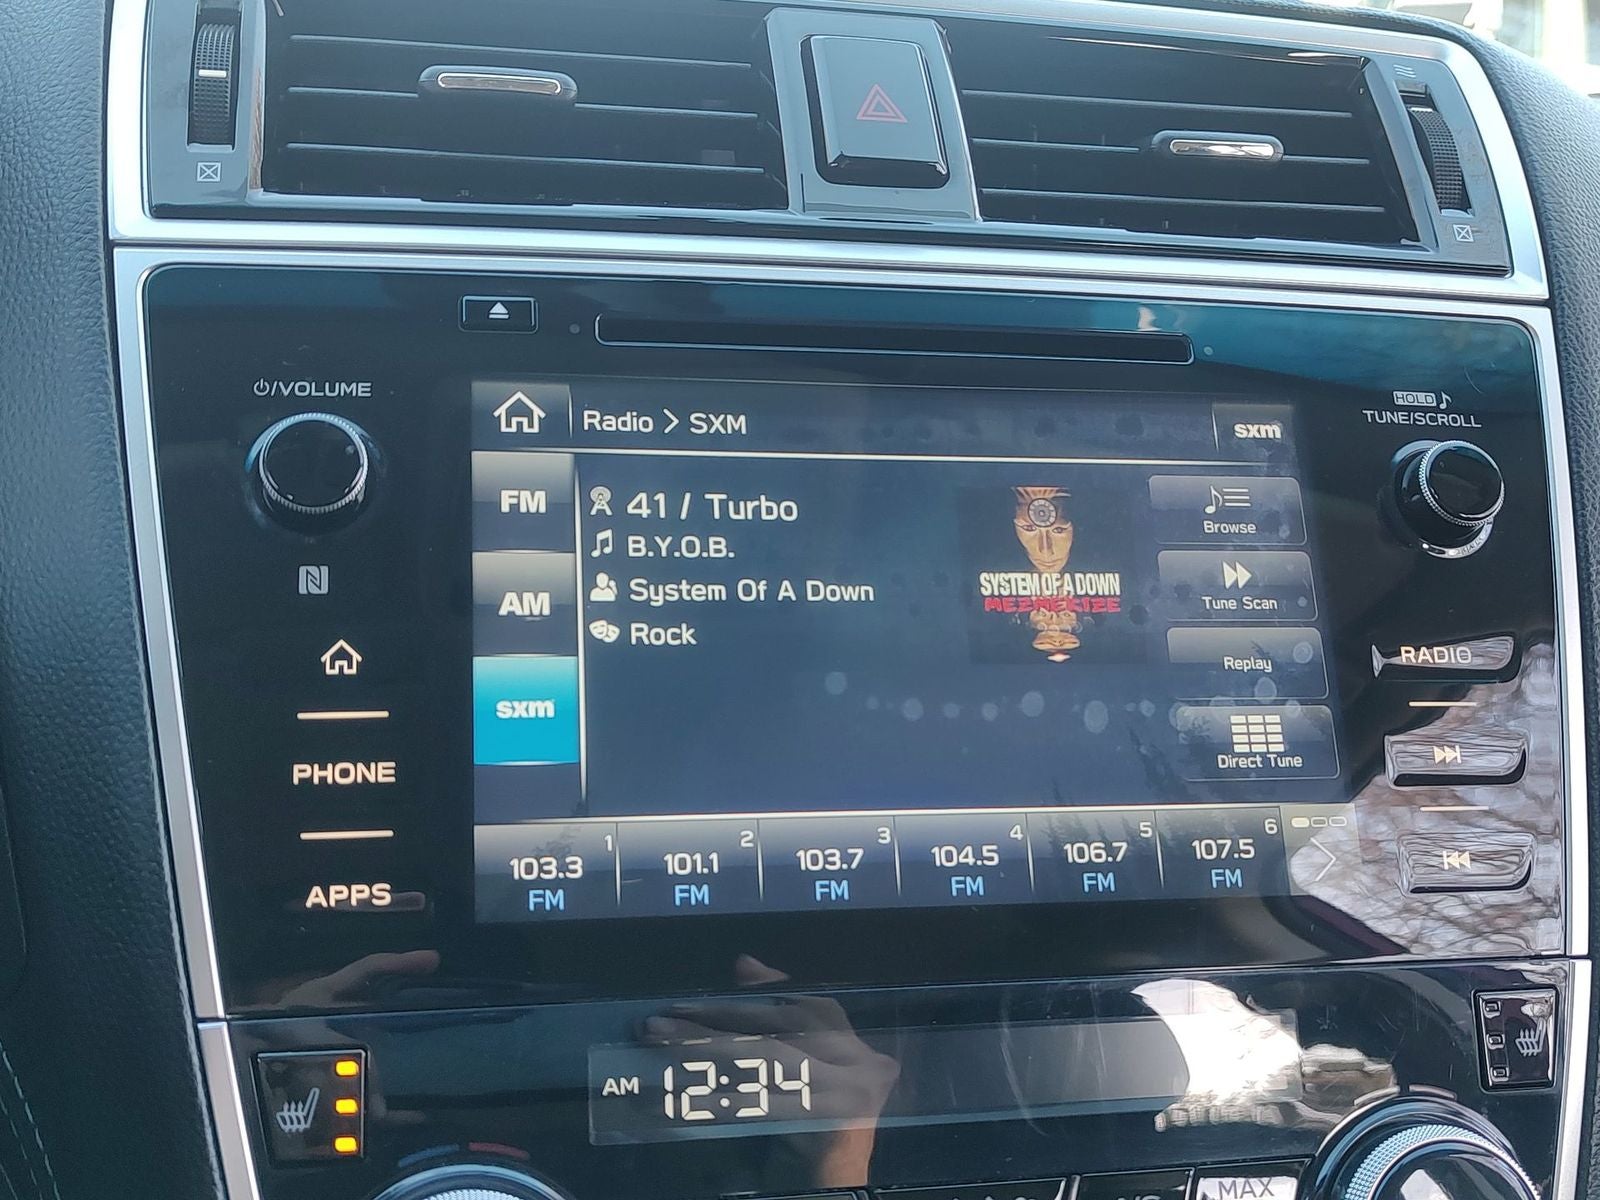 ⏻/VOLUME
HOLD
TUNE/SCROLL
Radio > SXM
sxm
FM
AM
sxm
41 / Turbo
B.Y.O.B.
System Of A Down
Rock
SYSTEM OF A DOWN
MEZMERIZE
Browse
Tune Scan
Replay
Direct Tune
RADIO
PHONE
APPS
1
103.3
FM
2
101.1
FM
3
103.7
FM
4
104.5
FM
5
106.7
FM
6
107.5
FM
AM 12:34
MAX